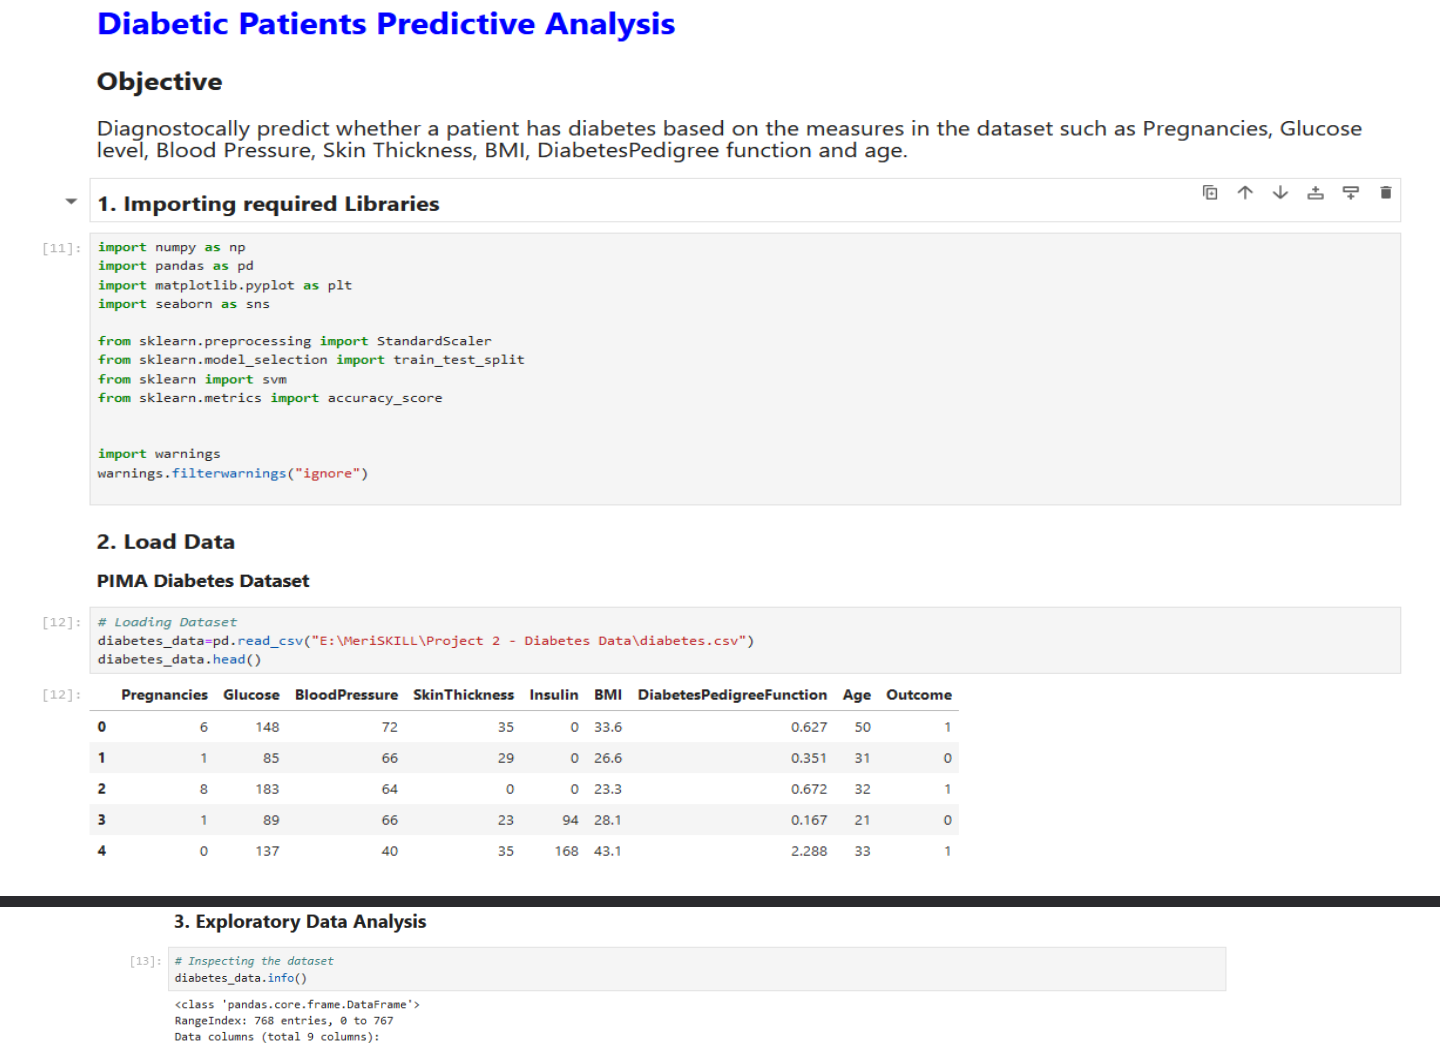 Diabetic Patients Predictive Analysis
Objective
Diagnostocally predict whether a patient has diabetes based on the measures in the dataset such as Pregnancies, Glucose
level, Blood Pressure, Skin Thickness, BMI, DiabetesPedigree function and age.
1. Importing required Libraries
[11]:
import numpy as np
import pandas as pd
import matplotlib.pyplot as plt
import seaborn as sns
from sklearn.preprocessing import StandardScaler
from sklearn.model_selection import train_test_split
from sklearn import svm
from sklearn.metrics import accuracy_score
import warnings
warnings.filterwarnings("ignore")
2. Load Data
PIMA Diabetes Dataset
[12]:
# Loading Dataset
diabetes_data=pd.read_csv("E:\MeriSKILL\Project 2 - Diabetes Data\diabetes.csv")
diabetes_data.head()
[12]:
Pregnancies Glucose BloodPressure SkinThickness Insulin BMI DiabetesPedigreeFunction Age Outcome
0 6 148 72 35 0 33.6 0.627 50 1
1 1 85 66 29 0 26.6 0.351 31 0
2 8 183 64 0 0 23.3 0.672 32 1
3 1 89 66 23 94 28.1 0.167 21 0
4 0 137 40 35 168 43.1 2.288 33 1
3. Exploratory Data Analysis
[13]:
# Inspecting the dataset
diabetes_data.info()
<class 'pandas.core.frame.DataFrame'>
RangeIndex: 768 entries, 0 to 767
Data columns (total 9 columns):